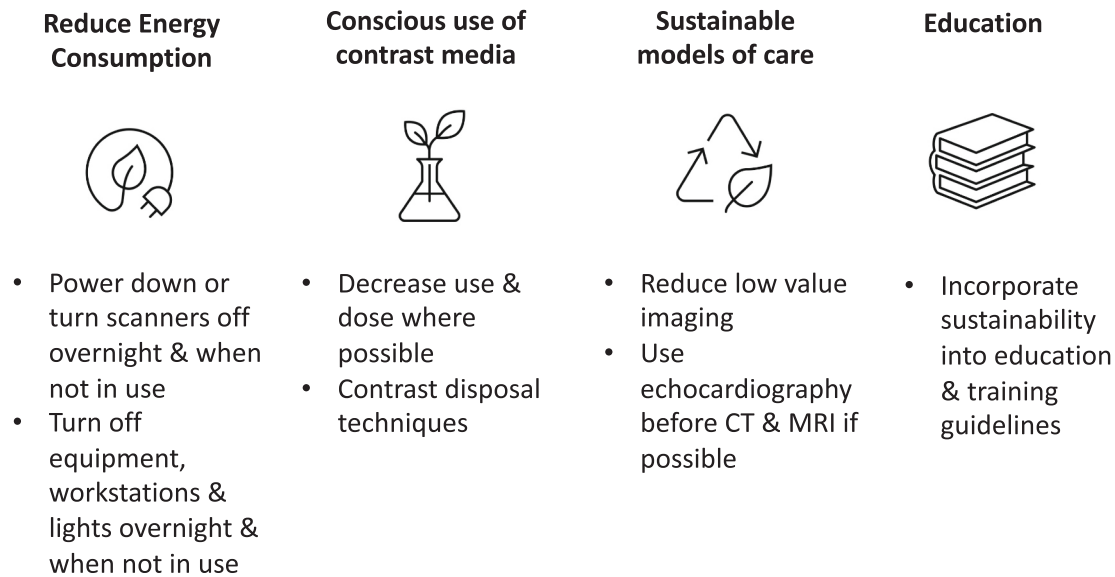 Reduce Energy
Consumption
• Power down or
turn scanners off
overnight & when
not in use
• Turn off
equipment,
workstations &
lights overnight &
when not in use
Conscious use of
contrast media
• Decrease use &
dose where
possible
• Contrast disposal
techniques
Sustainable
models of care
• Reduce low value
imaging
• Use
echocardiography
before CT & MRI if
possible
Education
• Incorporate
sustainability
into education
& training
guidelines